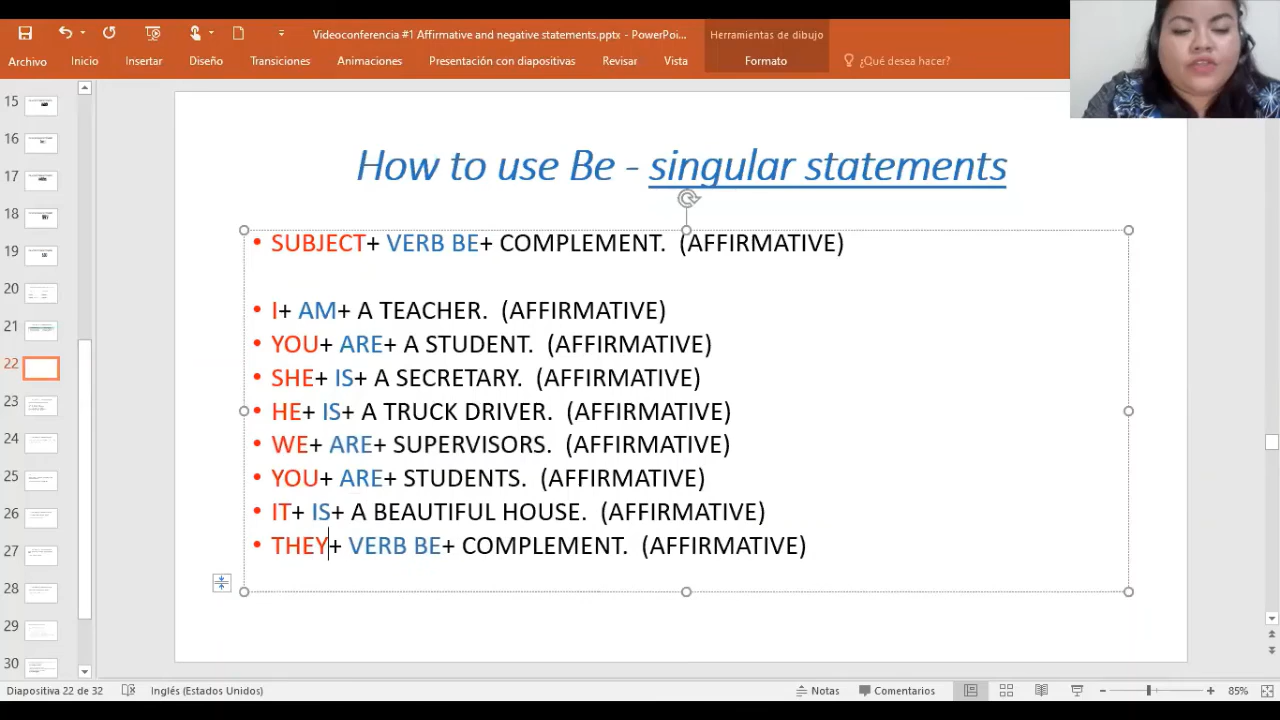 Videoconferencia #1 Affirmative and negative statements.pptx - PowerPoi...
Herramientas de dibujo
Archivo Inicio Insertar Diseño Transiciones Animaciones Presentación con diapositivas Revisar Vista Formato ¿Qué desea hacer?
15
16
17
18
19
20
21
22
23
24
25
26
27
28
29
30
How to use Be - singular statements
• SUBJECT+ VERB BE+ COMPLEMENT. (AFFIRMATIVE)
• I+ AM+ A TEACHER. (AFFIRMATIVE)
• YOU+ ARE+ A STUDENT. (AFFIRMATIVE)
• SHE+ IS+ A SECRETARY. (AFFIRMATIVE)
• HE+ IS+ A TRUCK DRIVER. (AFFIRMATIVE)
• WE+ ARE+ SUPERVISORS. (AFFIRMATIVE)
• YOU+ ARE+ STUDENTS. (AFFIRMATIVE)
• IT+ IS+ A BEAUTIFUL HOUSE. (AFFIRMATIVE)
• THEY+ VERB BE+ COMPLEMENT. (AFFIRMATIVE)
Diapositiva 22 de 32 Inglés (Estados Unidos) Notas Comentarios 85%